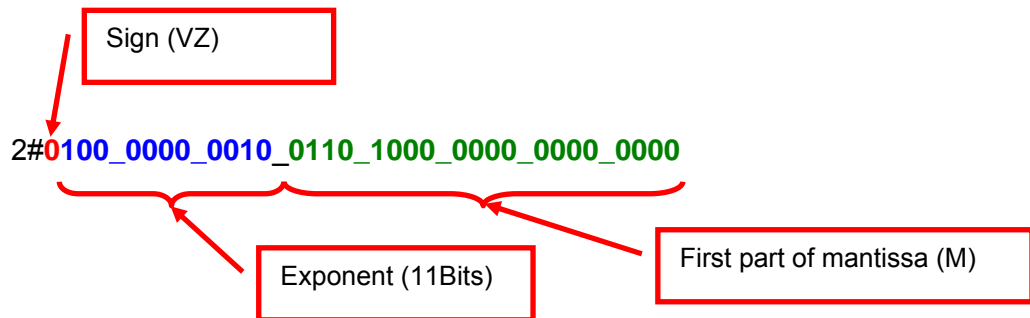 Sign (VZ)
2#0100_0000_0010_0110_1000_0000_0000_0000
Exponent (11Bits)
First part of mantissa (M)